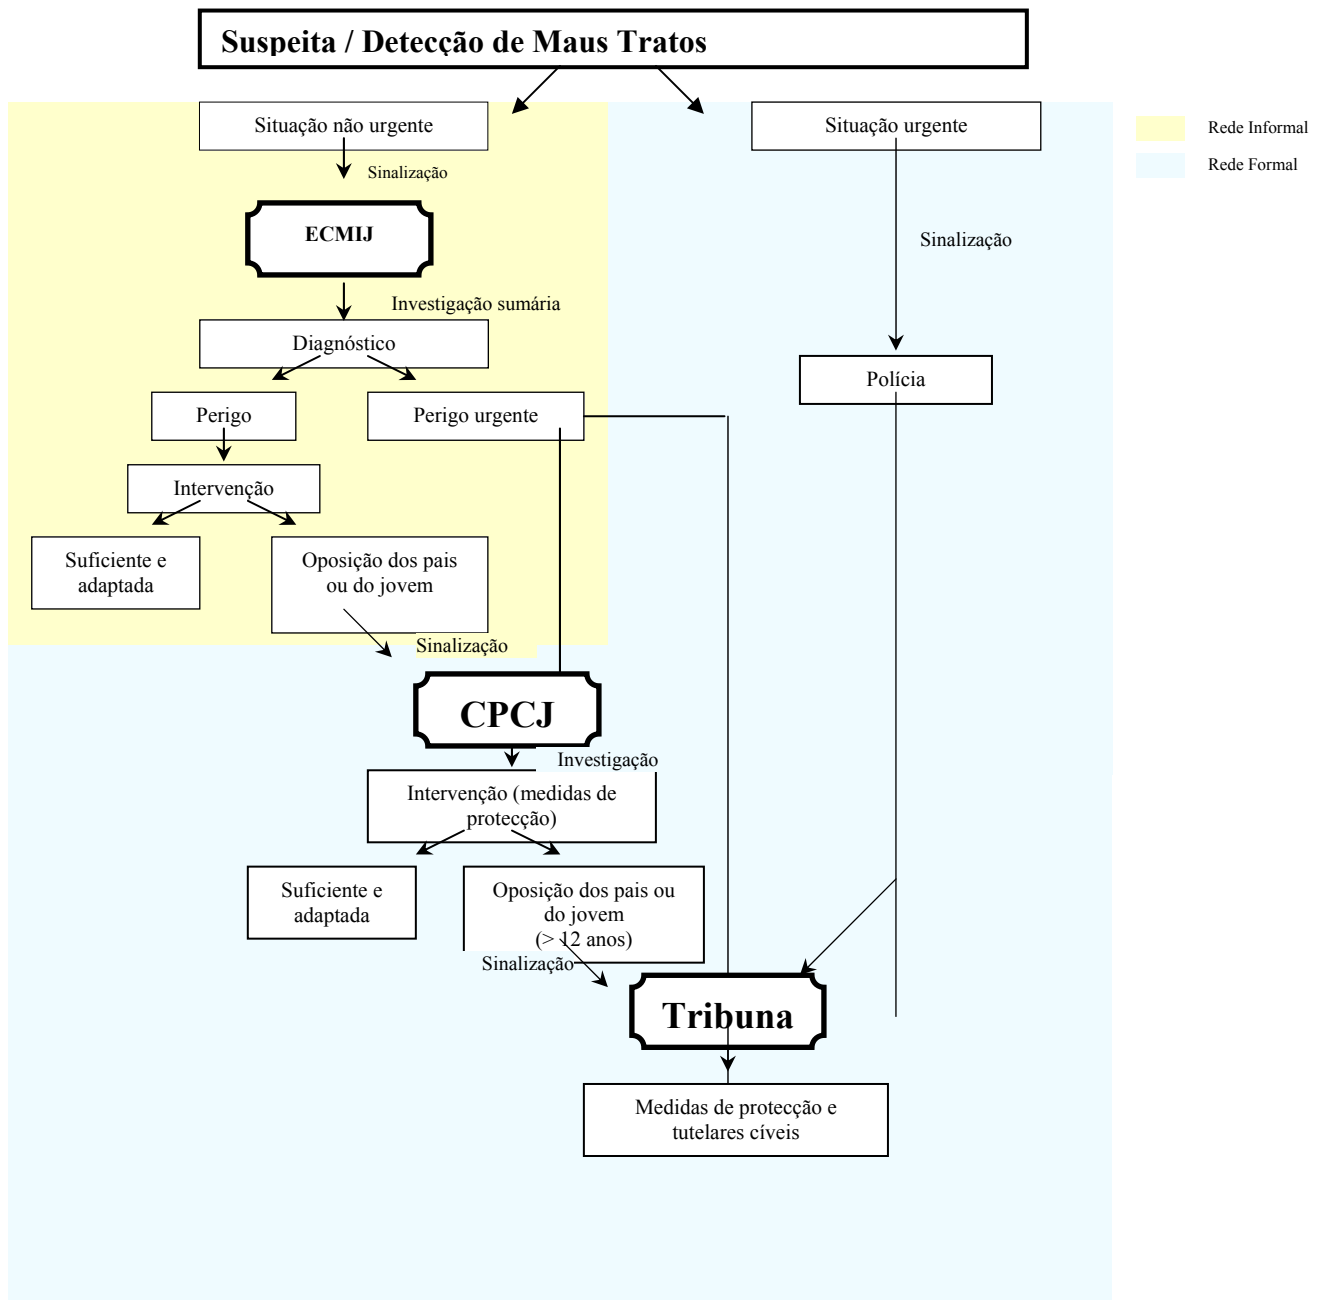 Suspeita / Detecção de Maus Tratos
Situação não urgente
Situação urgente
Rede Informal
Rede Formal
Sinalização
ECMIJ
Sinalização
Investigação sumária
Diagnóstico
Polícia
Perigo
Perigo urgente
Intervenção
Suficiente e
adaptada
Oposição dos pais
ou do jovem
Sinalização
CPCJ
Investigação
Intervenção (medidas de
protecção)
Suficiente e
adaptada
Oposição dos pais ou
do jovem
(> 12 anos)
Sinalização
Tribuna
Medidas de protecção e
tutelares cíveis